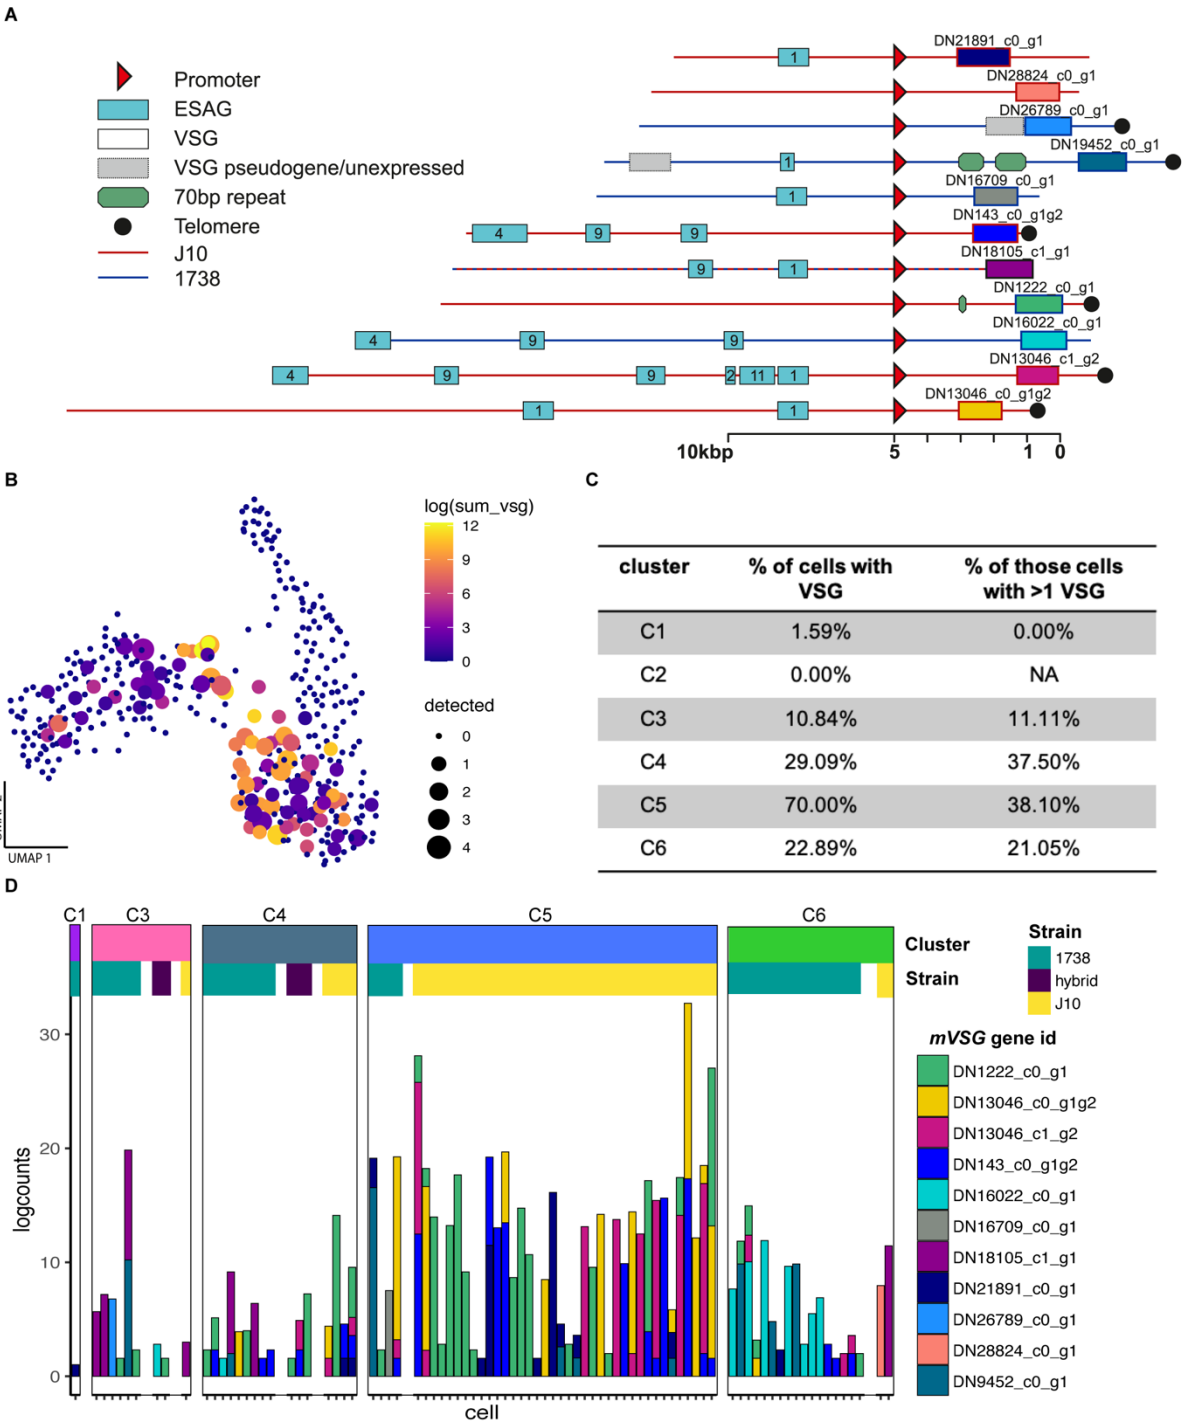 A
Promoter
ESAG
VSG
VSG pseudogene/unexpressed
70bp repeat
Telomere
J10
1738
DN21891_c0_g1
1
DN28824_c0_g1
DN26789_c0_g1
DN19452_c0_g1
1
DN16709_c0_g1
1
DN143_c0_g1g2
4 9 9
DN18105_c1_g1
9 1
DN1222_c0_g1
DN16022_c0_g1
4 9 9
DN13046_c1_g2
4 9 9 2 11 1
DN13046_c0_g1g2
1 1
10kbp 5 1 0
B
log(sum_vsg)
12
9
6
3
0
detected
0
1
2
3
4
UMAP 1
C
cluster % of cells with VSG % of those cells with >1 VSG
C1 1.59% 0.00%
C2 0.00% NA
C3 10.84% 11.11%
C4 29.09% 37.50%
C5 70.00% 38.10%
C6 22.89% 21.05%
D
C1 C3 C4 C5 C6
Cluster
Strain
Strain
1738
hybrid
J10
mVSG gene id
DN1222_c0_g1
DN13046_c0_g1g2
DN13046_c1_g2
DN143_c0_g1g2
DN16022_c0_g1
DN16709_c0_g1
DN18105_c1_g1
DN21891_c0_g1
DN26789_c0_g1
DN28824_c0_g1
DN9452_c0_g1
logcounts
30
20
10
0
cell